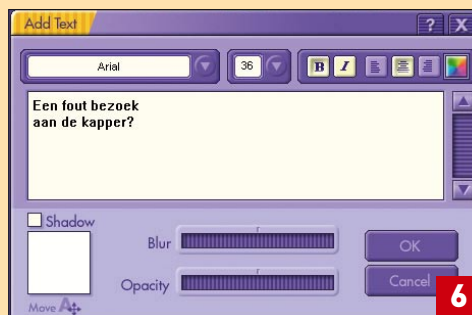 Add Text
? X
Arial 36 B I
Een fout bezoek
aan de kapper?
Shadow
Blur
OK
Opacity
Cancel
Move A
6